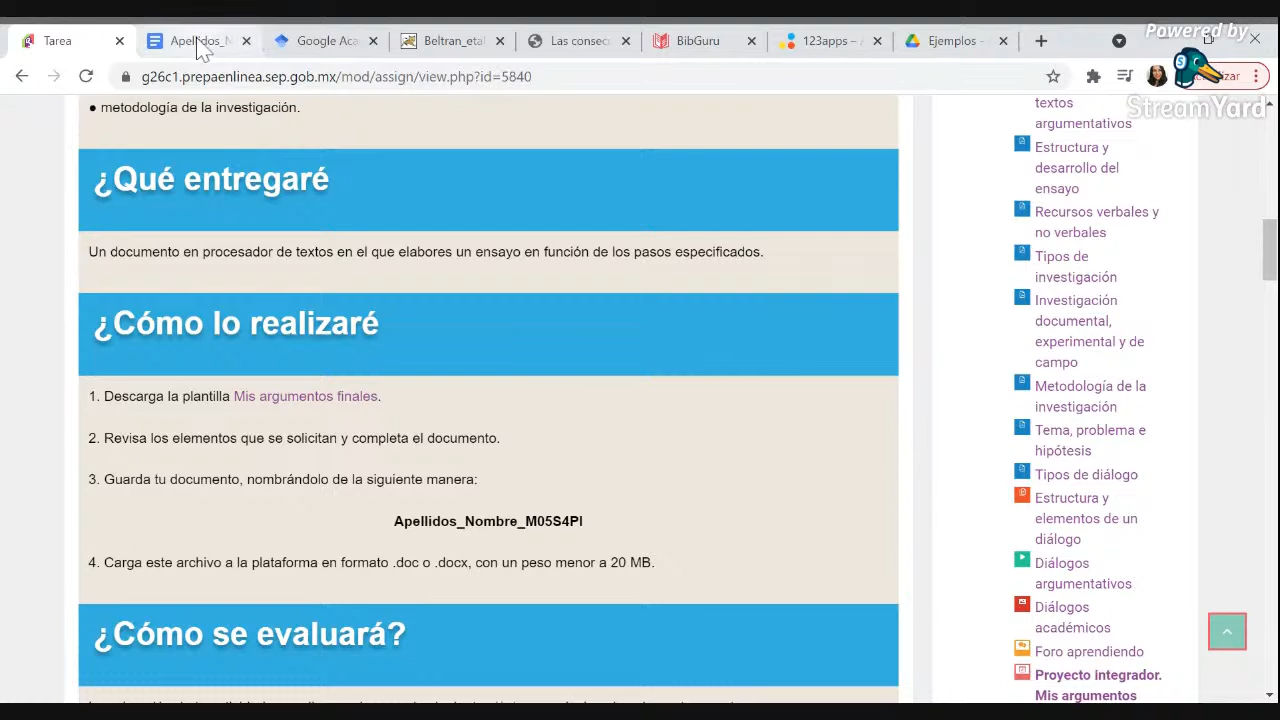 Powered by
Tarea
Apellidos_N
Google Aca
Beltran_et
Las consec
BibGuru
123apps
Ejemplos -
g26c1.prepaenlinea.sep.gob.mx/mod/assign/view.php?id=5840
StreamYard
● metodología de la investigación.
¿Qué entregaré
Un documento en procesador de textos en el que elabores un ensayo en función de los pasos especificados.
¿Cómo lo realizaré
1. Descarga la plantilla Mis argumentos finales.
2. Revisa los elementos que se solicitan y completa el documento.
3. Guarda tu documento, nombrándolo de la siguiente manera:
Apellidos_Nombre_M05S4PI
4. Carga este archivo a la plataforma en formato .doc o .docx, con un peso menor a 20 MB.
¿Cómo se evaluará?
textos
argumentativos
Estructura y
desarrollo del
ensayo
Recursos verbales y
no verbales
Tipos de
investigación
Investigación
documental,
experimental y de
campo
Metodología de la
investigación
Tema, problema e
hipótesis
Tipos de diálogo
Estructura y
elementos de un
diálogo
Diálogos
argumentativos
Diálogos
académicos
Foro aprendiendo
Proyecto integrador.
Mis argumentos